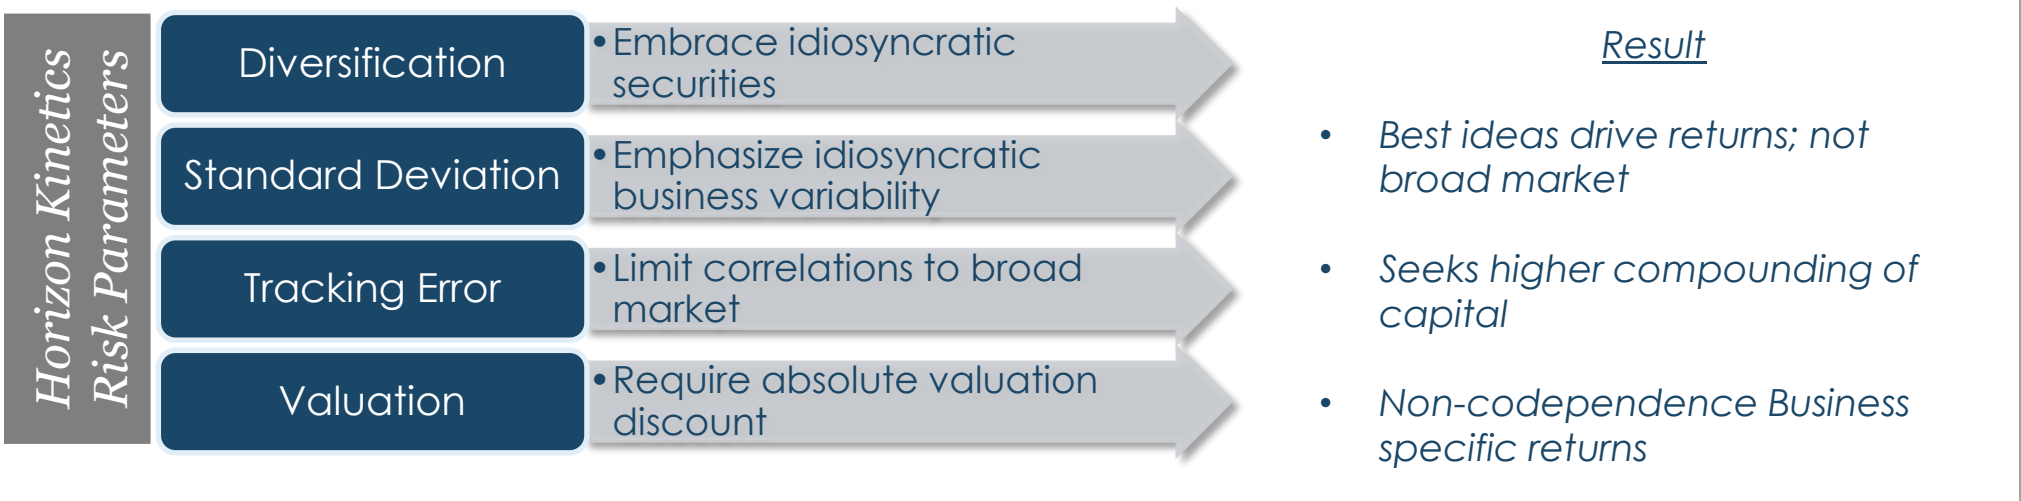 Horizon Kinetics
Risk Parameters
Diversification
•Embrace idiosyncratic
securities
Standard Deviation
•Emphasize idiosyncratic
business variability
Tracking Error
•Limit correlations to broad
market
Valuation
•Require absolute valuation
discount
Result
• Best ideas drive returns; not
broad market
• Seeks higher compounding of
capital
• Non-codependence Business
specific returns